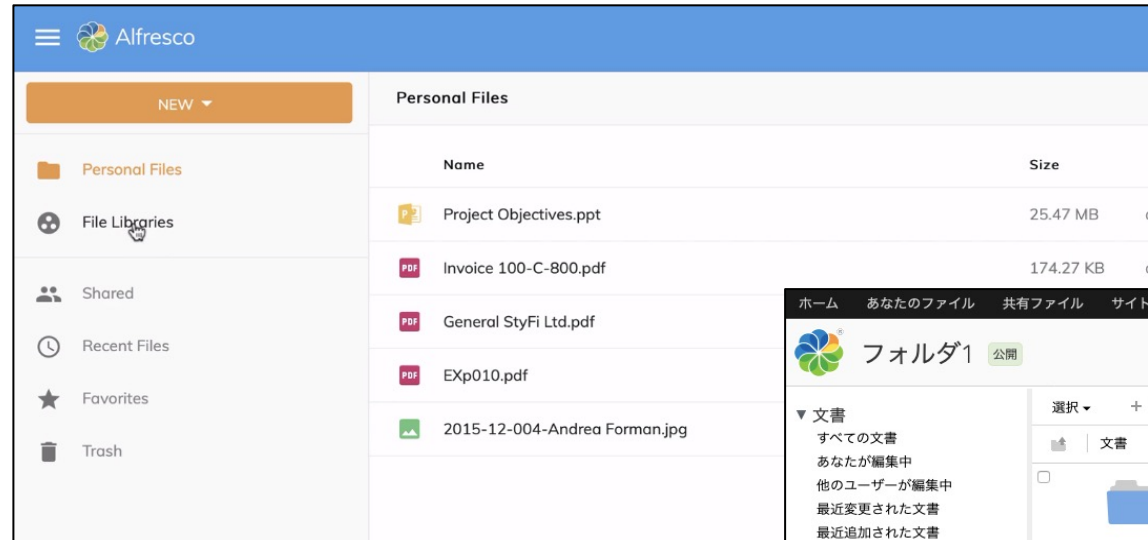 Alfresco
NEW
Personal Files
File Libraries
Shared
Recent Files
Favorites
Trash
Personal Files
Name Size
Project Objectives.ppt 25.47 MB
PDF Invoice 100-C-800.pdf 174.27 KB
PDF General StyFi Ltd.pdf
PDF EXp010.pdf
2015-12-004-Andrea Forman.jpg
ホーム あなたのファイル 共有ファイル サイト
フォルダ1 公開
▼ 文書
すべての文書
あなたが編集中
他のユーザーが編集中
最近変更された文書
最近追加された文書
選択 +
文書